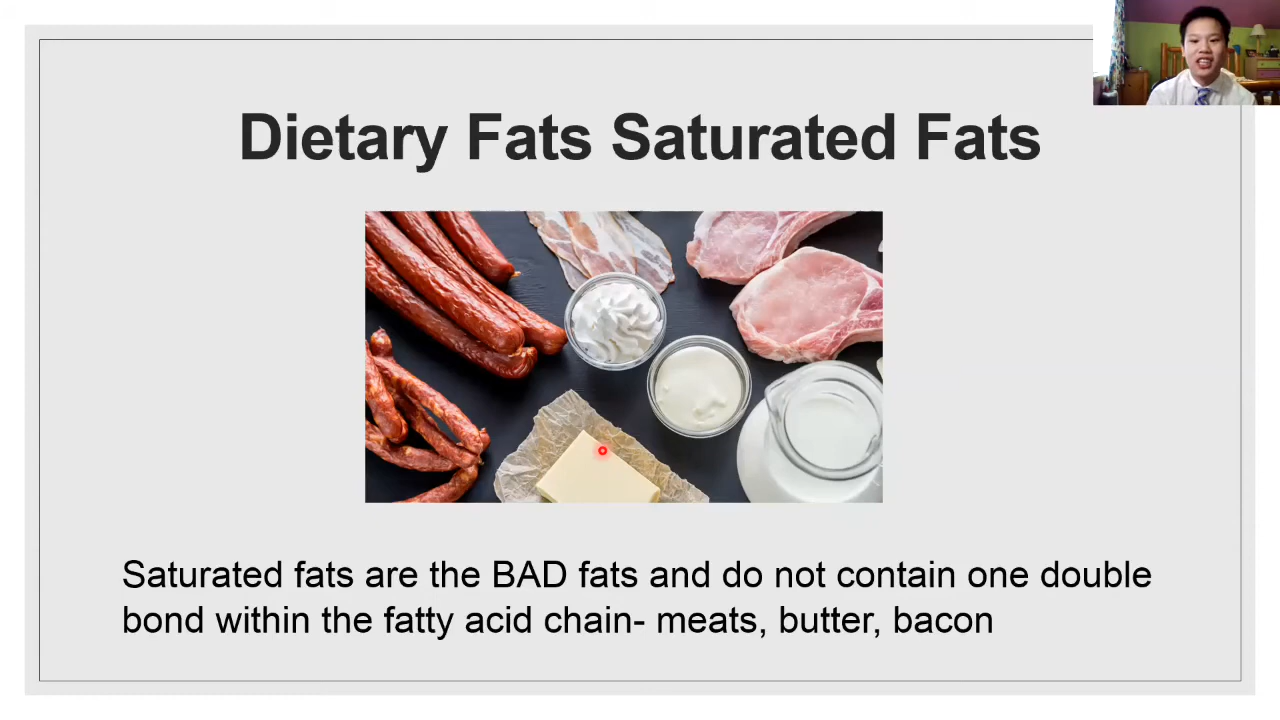 Dietary Fats Saturated Fats
Saturated fats are the BAD fats and do not contain one double
bond within the fatty acid chain- meats, butter, bacon